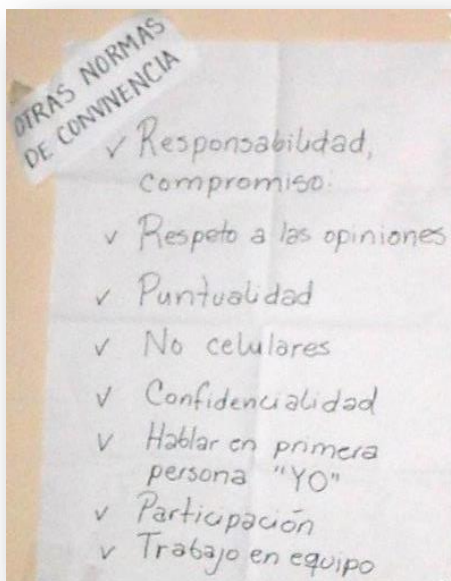 OTRAS NORMAS
DE CONVIVENCIA
✓ Responsabilidad,
compromiso.
✓ Respeto a las opiniones
✓ Puntualidad
✓ No celulares
✓ Confidencialidad
✓ Hablar en primera
persona "YO"
✓ Participación
✓ Trabajo en equipo